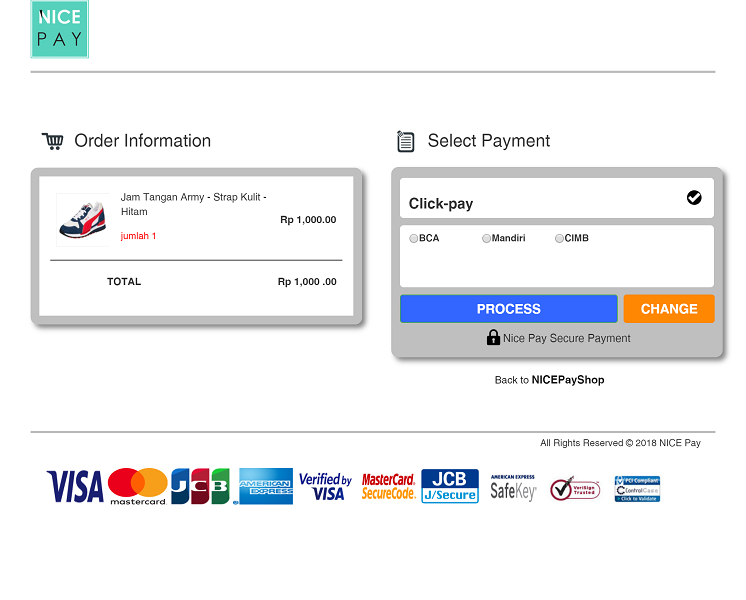 NICE
PAY
Order Information
Select Payment
Jam Tangan Army - Strap Kulit -
Hitam
Rp 1,000.00
jumlah 1
TOTAL
Rp 1,000 .00
Click-pay
BCA
Mandiri
CIMB
PROCESS
CHANGE
Nice Pay Secure Payment
Back to NICEPayShop
All Rights Reserved © 2018 NICE Pay
VISA
mastercard
JCB
AMERICAN
EXPRESS
Verified by
VISA
MasterCard.
SecureCode.
JCB
J/Secure
AMERICAN EXPRESS
SafeKey
VeriSign
Trusted
PCI Compliant
ControlCase
Click to Validate